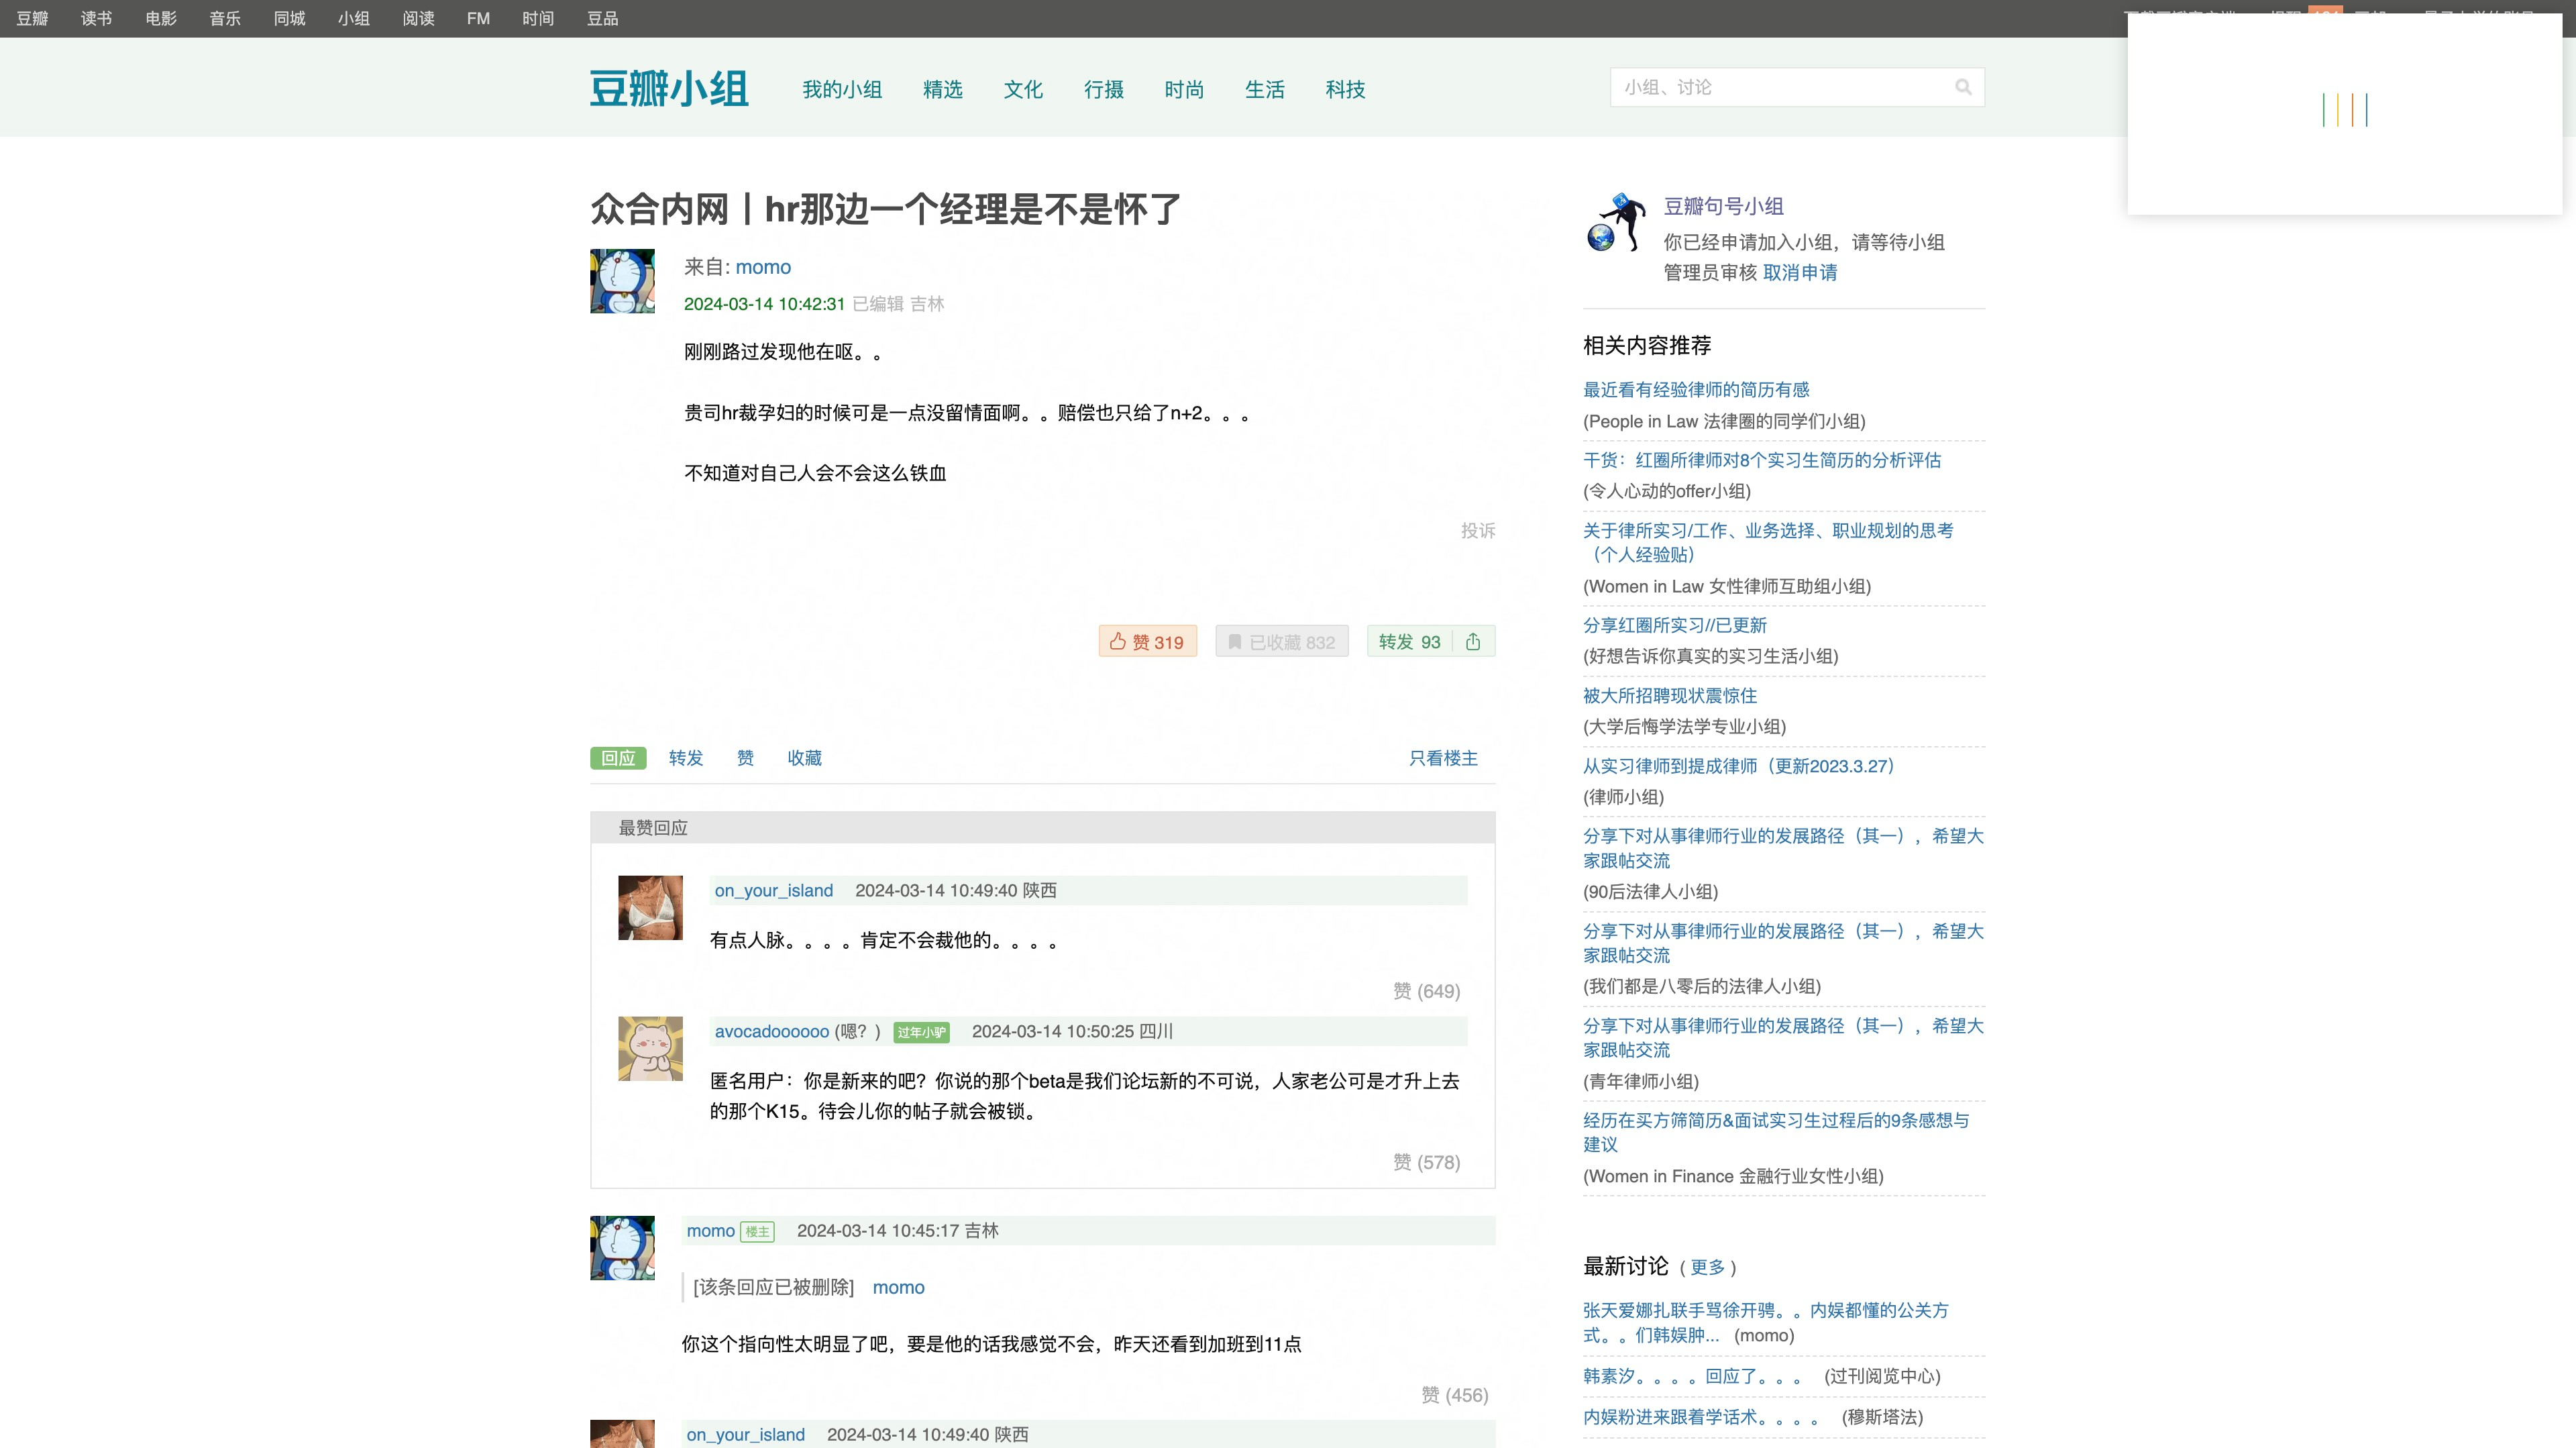 豆瓣 读书 电影 音乐 同城 小组 阅读 FM 时间 豆品
豆瓣小组 我的小组 精选 文化 行摄 时尚 生活 科技
小组、讨论
众合内网丨hr那边一个经理是不是怀了
来自: momo
2024-03-14 10:42:31 已编辑 吉林
刚刚路过发现他在呕。。
贵司hr裁孕妇的时候可是一点没留情面啊。。赔偿也只给了n+2。。。
不知道对自己人会不会这么铁血
投诉
赞 319 已收藏 832 转发 93
回应 转发 赞 收藏 只看楼主
最赞回应
on_your_island 2024-03-14 10:49:40 陕西
有点人脉。。。。肯定不会裁他的。。。。
赞 (649)
avocadoooooo (嗯？) 过年小驴 2024-03-14 10:50:25 四川
匿名用户：你是新来的吧？你说的那个beta是我们论坛新的不可说，人家老公可是才升上去
的那个K15。待会儿你的帖子就会被锁。
赞 (578)
momo 楼主 2024-03-14 10:45:17 吉林
[该条回应已被删除] momo
你这个指向性太明显了吧，要是他的话我感觉不会，昨天还看到加班到11点
赞 (456)
on_your_island 2024-03-14 10:49:40 陕西
豆瓣句号小组
你已经申请加入小组，请等待小组
管理员审核 取消申请
相关内容推荐
最近看有经验律师的简历有感
(People in Law 法律圈的同学们小组)
干货：红圈所律师对8个实习生简历的分析评估
(令人心动的offer小组)
关于律所实习/工作、业务选择、职业规划的思考
（个人经验贴）
(Women in Law 女性律师互助组小组)
分享红圈所实习//已更新
(好想告诉你真实的实习生活小组)
被大所招聘现状震惊住
(大学后悔学法学专业小组)
从实习律师到提成律师（更新2023.3.27）
(律师小组)
分享下对从事律师行业的发展路径（其一），希望大
家跟帖交流
(90后法律人小组)
分享下对从事律师行业的发展路径（其一），希望大
家跟帖交流
(我们都是八零后的法律人小组)
分享下对从事律师行业的发展路径（其一），希望大
家跟帖交流
(青年律师小组)
经历在买方筛简历&面试实习生过程后的9条感想与
建议
(Women in Finance 金融行业女性小组)
最新讨论 ( 更多 )
张天爱娜扎联手骂徐开骋。。内娱都懂的公关方
式。。们韩娱肿... (momo)
韩素汐。。。。回应了。。。 (过刊阅览中心)
内娱粉进来跟着学话术。。。。 (穆斯塔法)